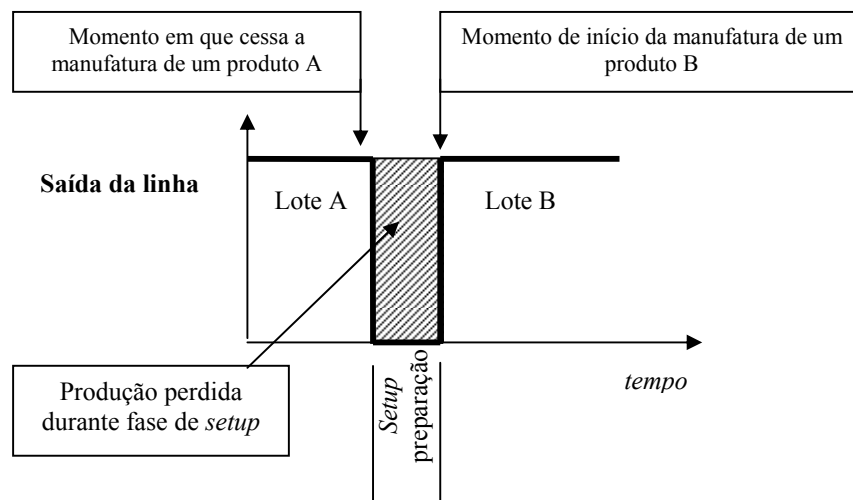 Momento em que cessa a
manufatura de um produto A
Momento de início da manufatura de um
produto B
Saída da linha
Lote A
Lote B
Produção perdida
durante fase de setup
Setup
preparação
tempo